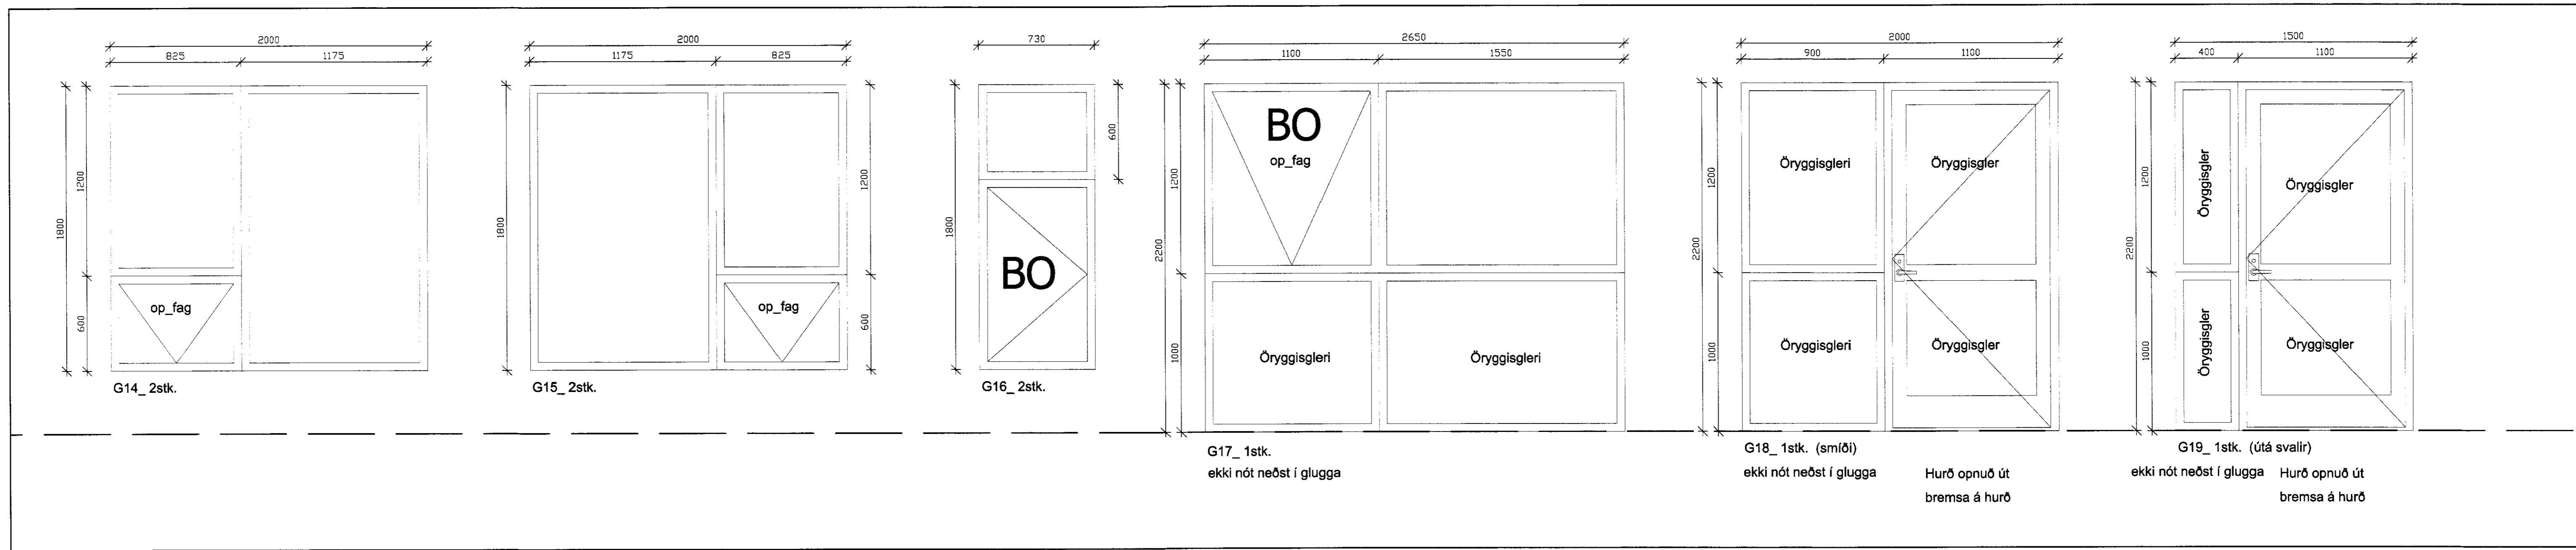 2000
825
1175
1800
1200
600
op_fag
G14_ 2stk.
2000
1175
825
1800
1200
600
op_fag
G15_ 2stk.
730
1800
600
BO
G16_ 2stk.
2650
1100
1550
2200
1200
1000
BO
op_fag
Öryggisgleri
Öryggisgleri
G17_ 1stk.
ekki nót neðst í glugga
2000
900
1100
2200
1200
1000
Öryggisgleri
Öryggisgler
Öryggisgleri
Öryggisgler
G18_ 1stk. (smíði)
ekki nót neðst í glugga
Hurð opnuð út
bremsa á hurð
1500
400
1100
2200
1200
1000
Öryggisgler
Öryggisgler
Öryggisgler
Öryggisgler
G19_ 1stk. (útá svalir)
ekki nót neðst í glugga
Hurð opnuð út
bremsa á hurð